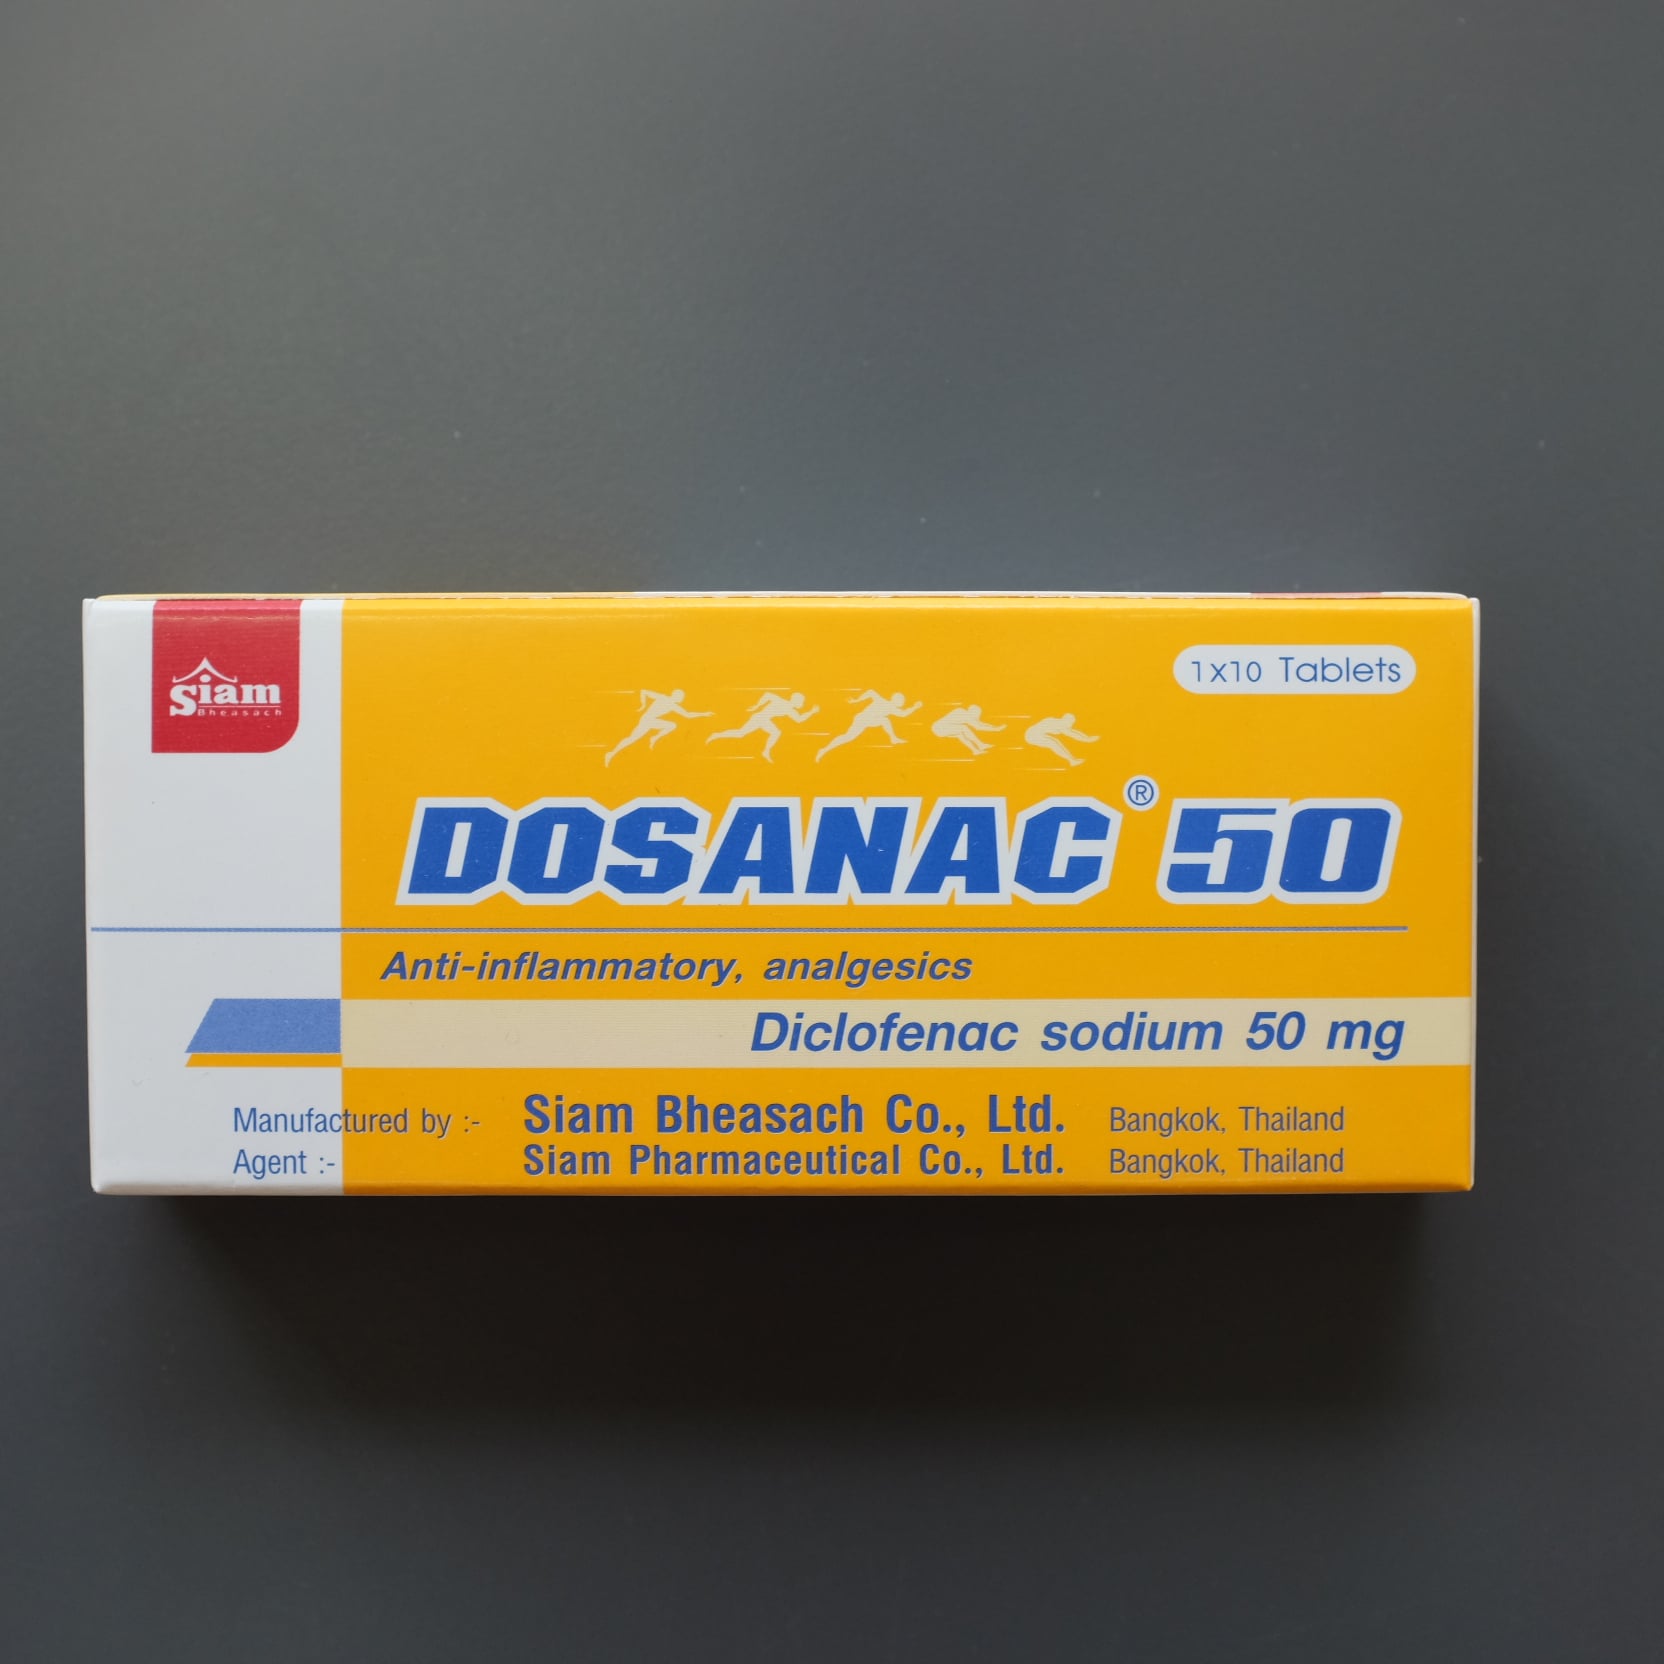 Siam
Bheasach
1x10 Tablets
DOSANAC® 50
Anti-inflammatory, analgesics
Diclofenac sodium 50 mg
Manufactured by :- Siam Bheasach Co., Ltd. Bangkok, Thailand
Agent :- Siam Pharmaceutical Co., Ltd. Bangkok, Thailand